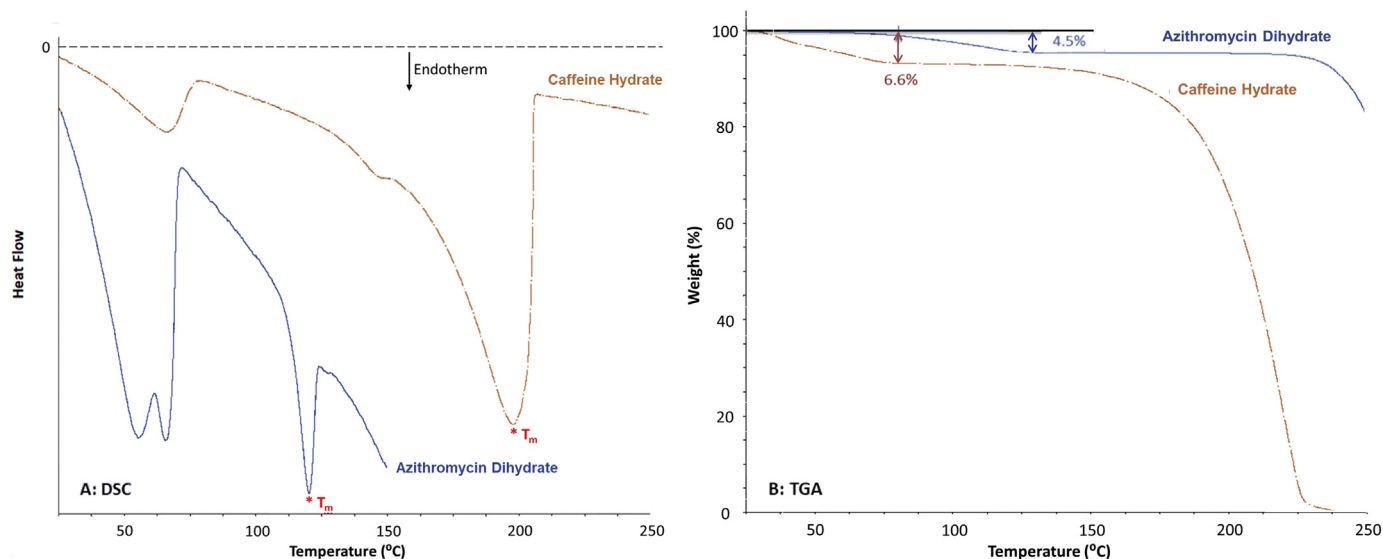 0
Endotherm
Caffeine Hydrate
Heat Flow
* Tm
Azithromycin Dihydrate
* Tm
A: DSC
50
100
150
200
250
Temperature (⁰C)
100
80
60
40
20
0
Weight (%)
4.5%
6.6%
Azithromycin Dihydrate
Caffeine Hydrate
B: TGA
50
100
150
200
250
Temperature (⁰C)